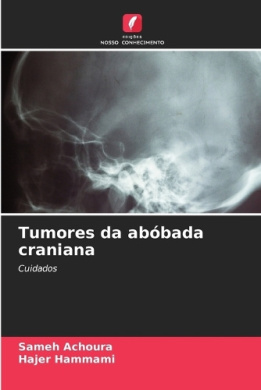 edições
NOSSO CONHECIMENTO
Tumores da abóbada
craniana
Cuidados
Sameh Achoura
Hajer Hammami